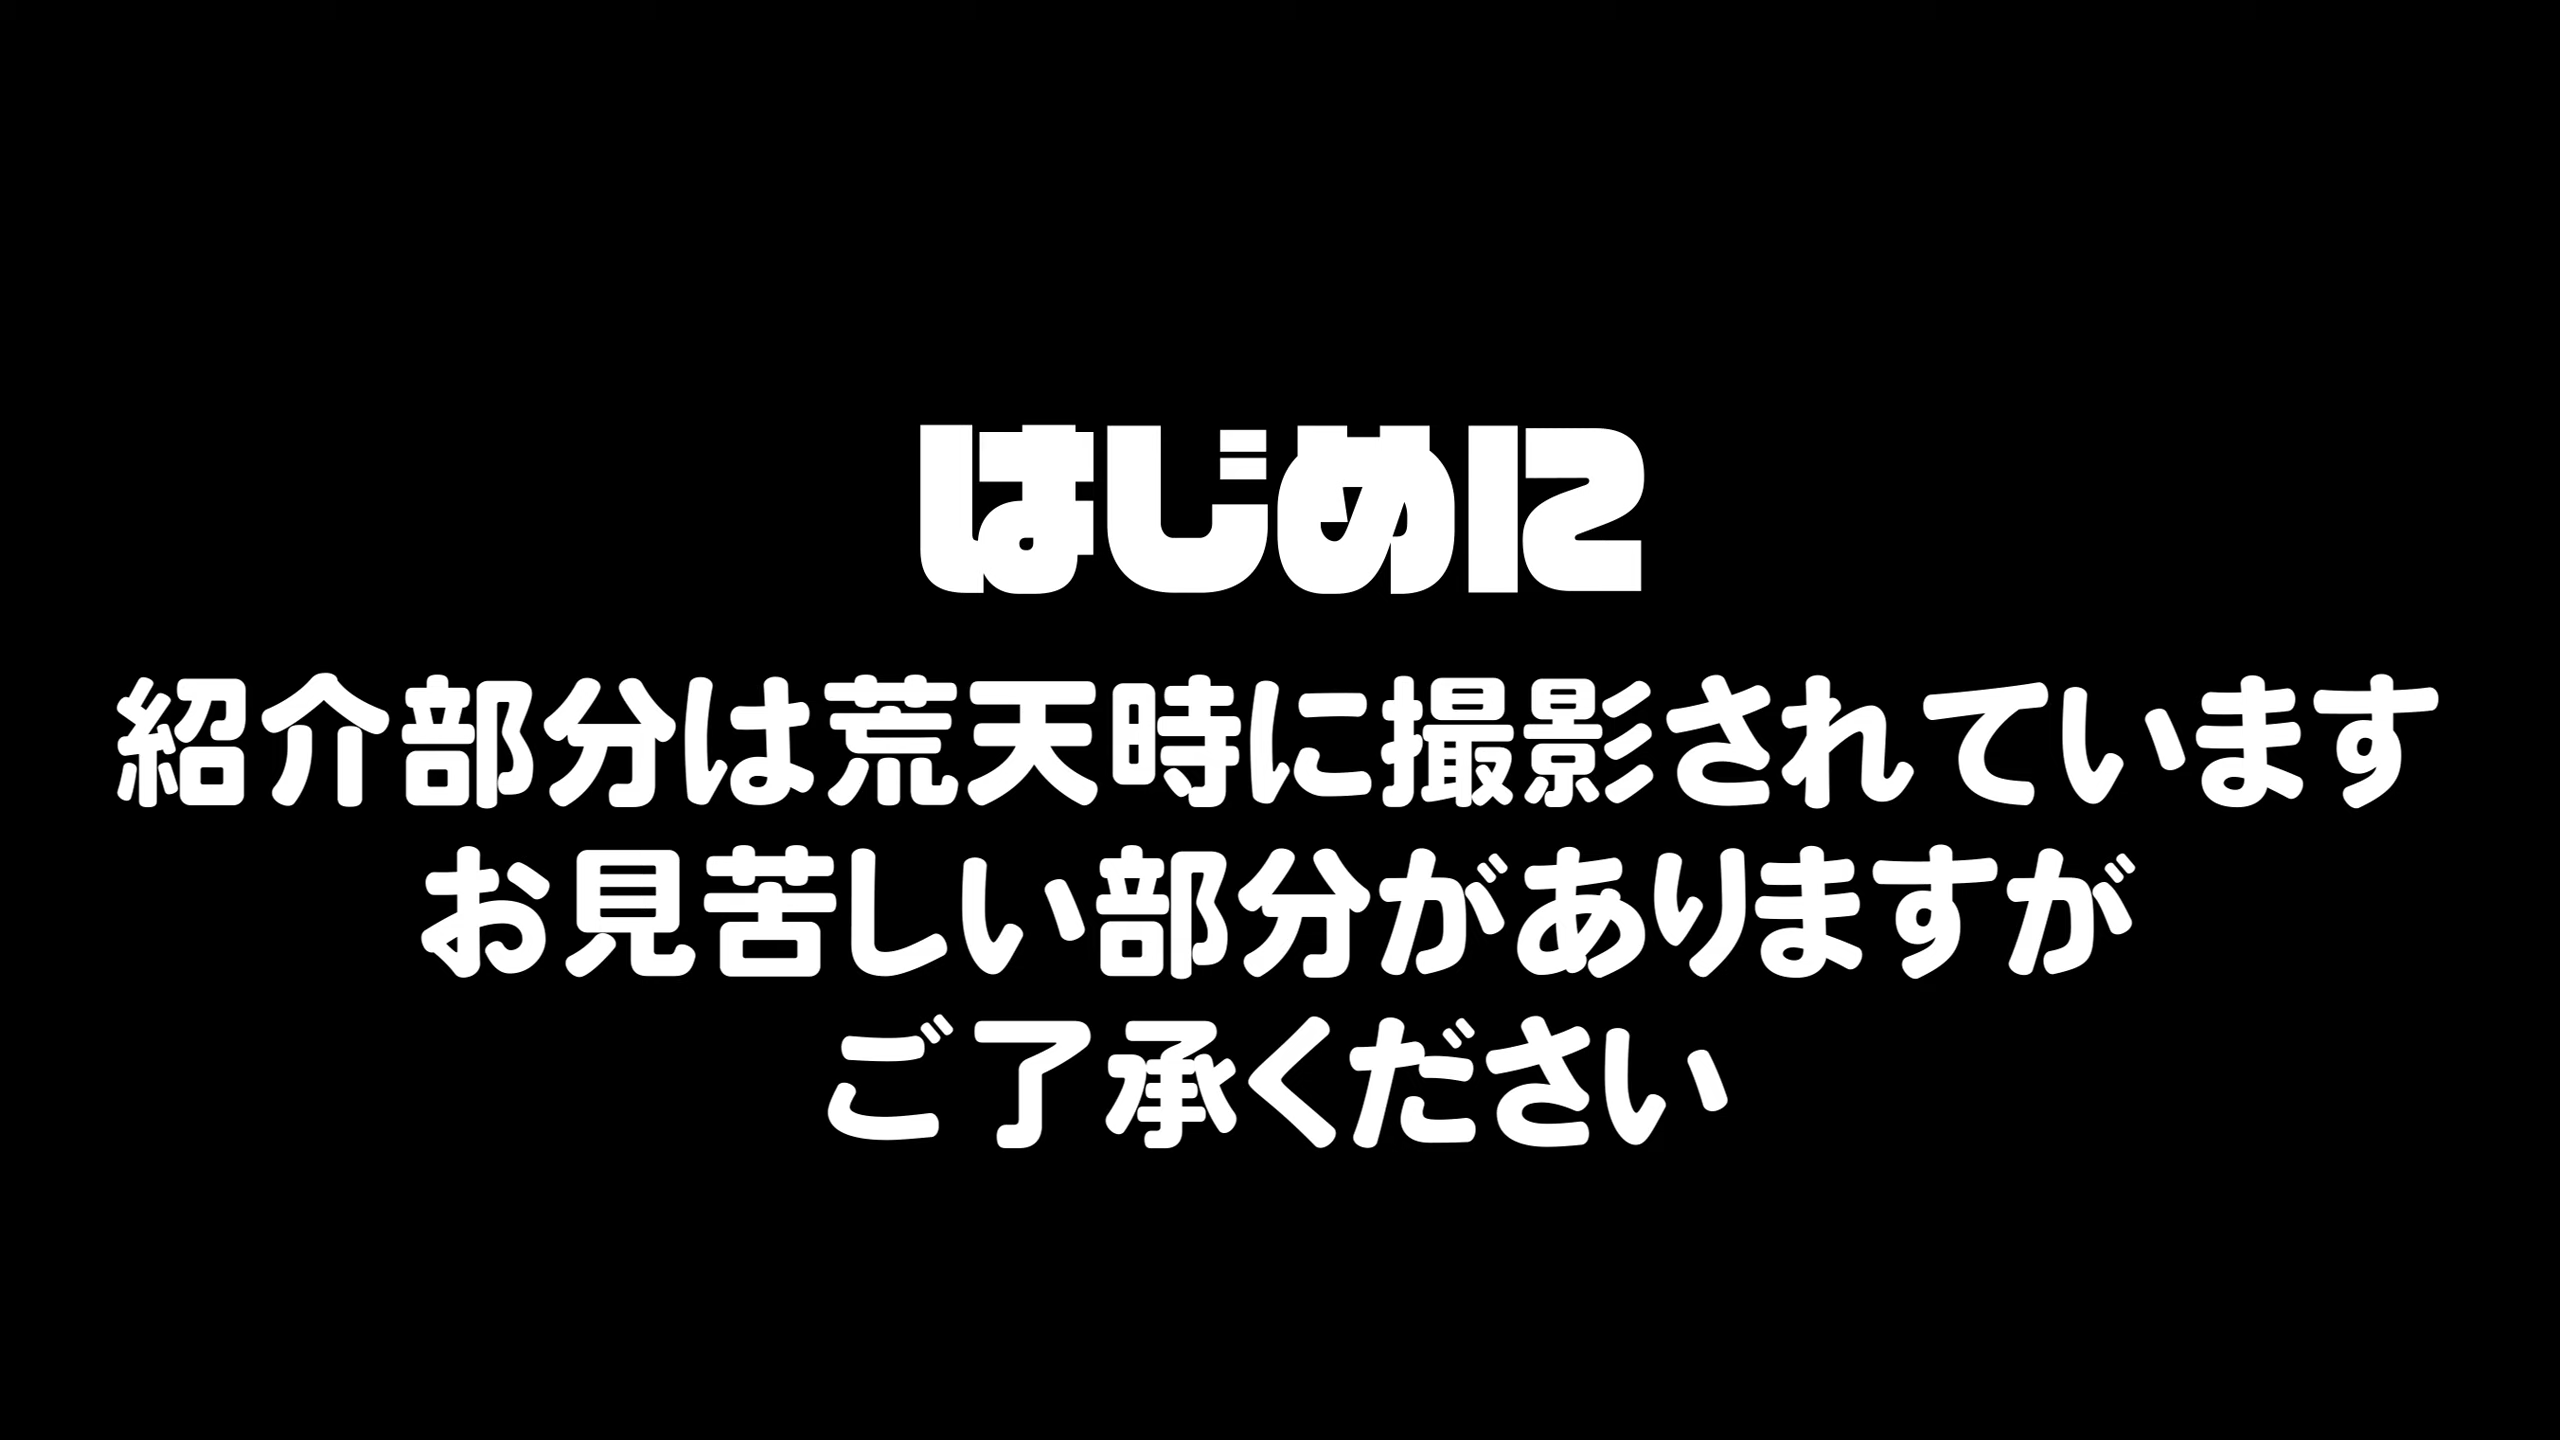 はじめに
紹介部分は荒天時に撮影されています
お見苦しい部分がありますが
ご了承ください